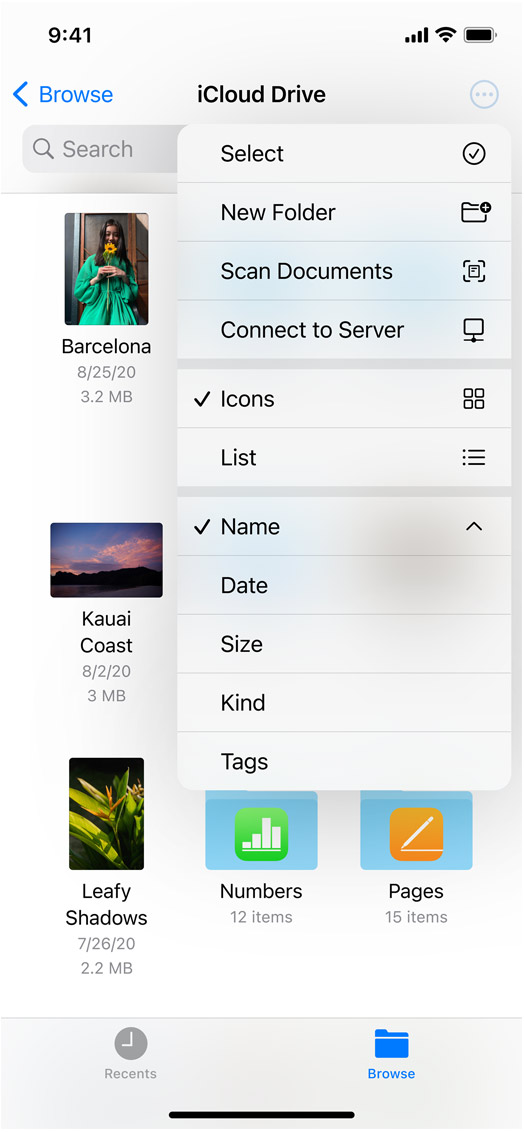 9:41
Browse
iCloud Drive
Search
Select
New Folder
Scan Documents
Connect to Server
Icons
List
Name
Date
Size
Kind
Tags
Barcelona
8/25/20
3.2 MB
Kauai
Coast
8/2/20
3 MB
Leafy
Shadows
7/26/20
2.2 MB
Numbers
12 items
Pages
15 items
Recents
Browse